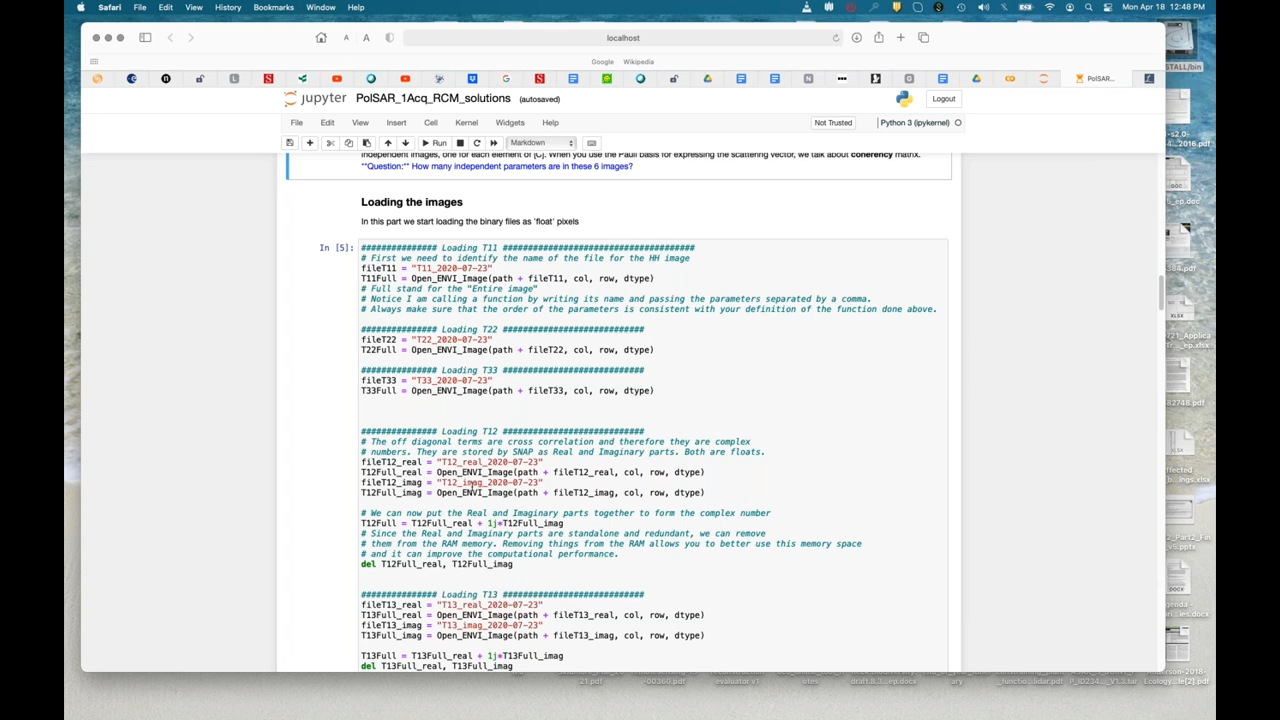 Safari File Edit View History Bookmarks Window Help
Mon Apr 18 12:48 PM
localhost
Google Wikipedia
PolSAR...
STALL/bin
jupyter PolSAR_1Acq_RCM_solutions (autosaved)
Logout
File Edit View Insert Cell Kernel Widgets Help
Not Trusted
Python 3 (ipykernel)
Run
Markdown
independent images, one for each element of [C]. When you use the Pauli basis for expressing the scattering vector, we talk about coherency matrix.
**Question:** How many independent parameters are in these 6 images?
Loading the images
In this part we start loading the binary files as 'float' pixels
In [5]:
############### Loading T11 ######################################
# First we need to identify the name of the file for the HH image
fileT11 = "T11_2020-07-23"
T11Full = Open_ENVI_Image(path + fileT11, col, row, dtype)
# Full stand for the "Entire image"
# Notice I am calling a function by writing its name and passing the parameters separated by a comma.
# Always make sure that the order of the parameters is consistent with your definition of the function done above.
############### Loading T22 ############################
fileT22 = "T22_2020-07-23"
T22Full = Open_ENVI_Image(path + fileT22, col, row, dtype)
############### Loading T33 ############################
fileT33 = "T33_2020-07-23"
T33Full = Open_ENVI_Image(path + fileT33, col, row, dtype)
############### Loading T12 ############################
# The off diagonal terms are cross correlation and therefore they are complex
# numbers. They are stored by SNAP as Real and Imaginary parts. Both are floats.
fileT12_real = "T12_real_2020-07-23"
T12Full_real = Open_ENVI_Image(path + fileT12_real, col, row, dtype)
fileT12_imag = "T12_imag_2020-07-23"
T12Full_imag = Open_ENVI_Image(path + fileT12_imag, col, row, dtype)
# We can now put the Real and Imaginary parts together to form the complex number
T12Full = T12Full_real + 1j*T12Full_imag
# Since the Real and Imaginary parts are standalone and redundant, we can remove
# them from the RAM memory. Removing things from the RAM allows you to better use this memory space
# and it can improve the computational performance.
del T12Full_real, T12Full_imag
############### Loading T13 ############################
fileT13_real = "T13_real_2020-07-23"
T13Full_real = Open_ENVI_Image(path + fileT13_real, col, row, dtype)
fileT13_imag = "T13_imag_2020-07-23"
T13Full_imag = Open_ENVI_Image(path + fileT13_imag, col, row, dtype)
T13Full = T13Full_real + 1j*T13Full_imag
del T13Full_real, T13Full_imag